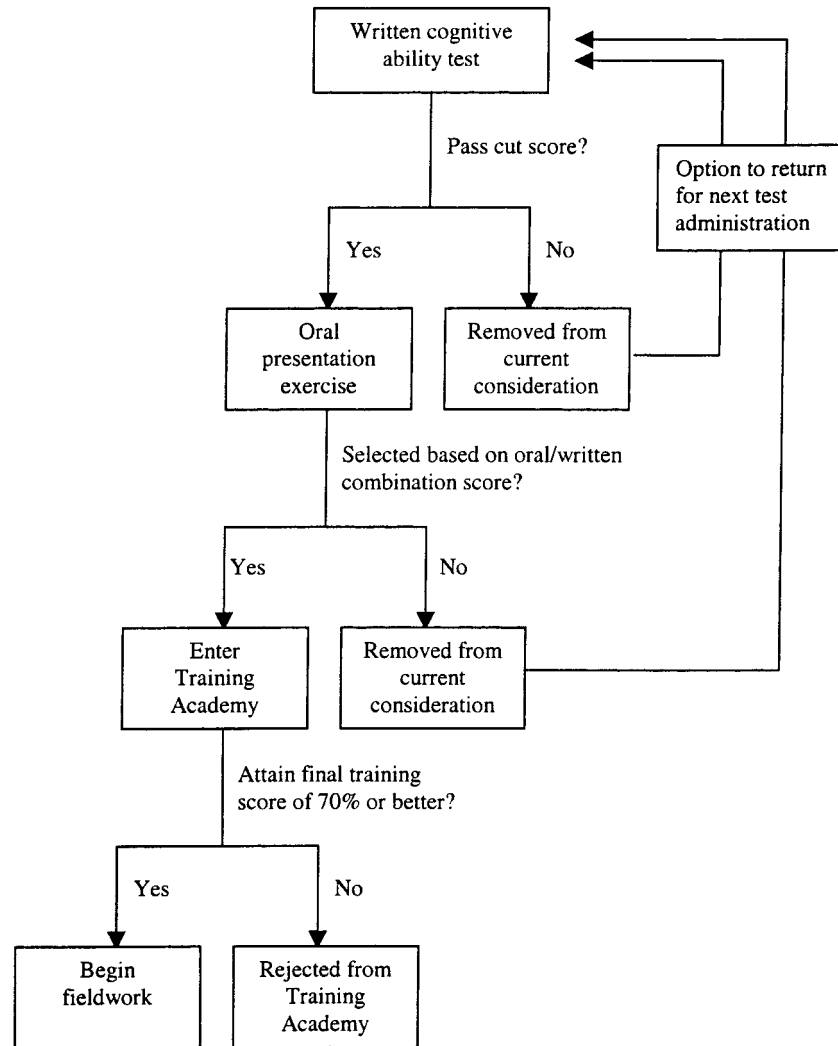 Written cognitive
ability test
Pass cut score?
Option to return
for next test
administration
Yes
No
Oral
presentation
exercise
Removed from
current
consideration
Selected based on oral/written
combination score?
Yes
No
Enter
Training
Academy
Removed from
current
consideration
Attain final training
score of 70% or better?
Yes
No
Begin
fieldwork
Rejected from
Training
Academy